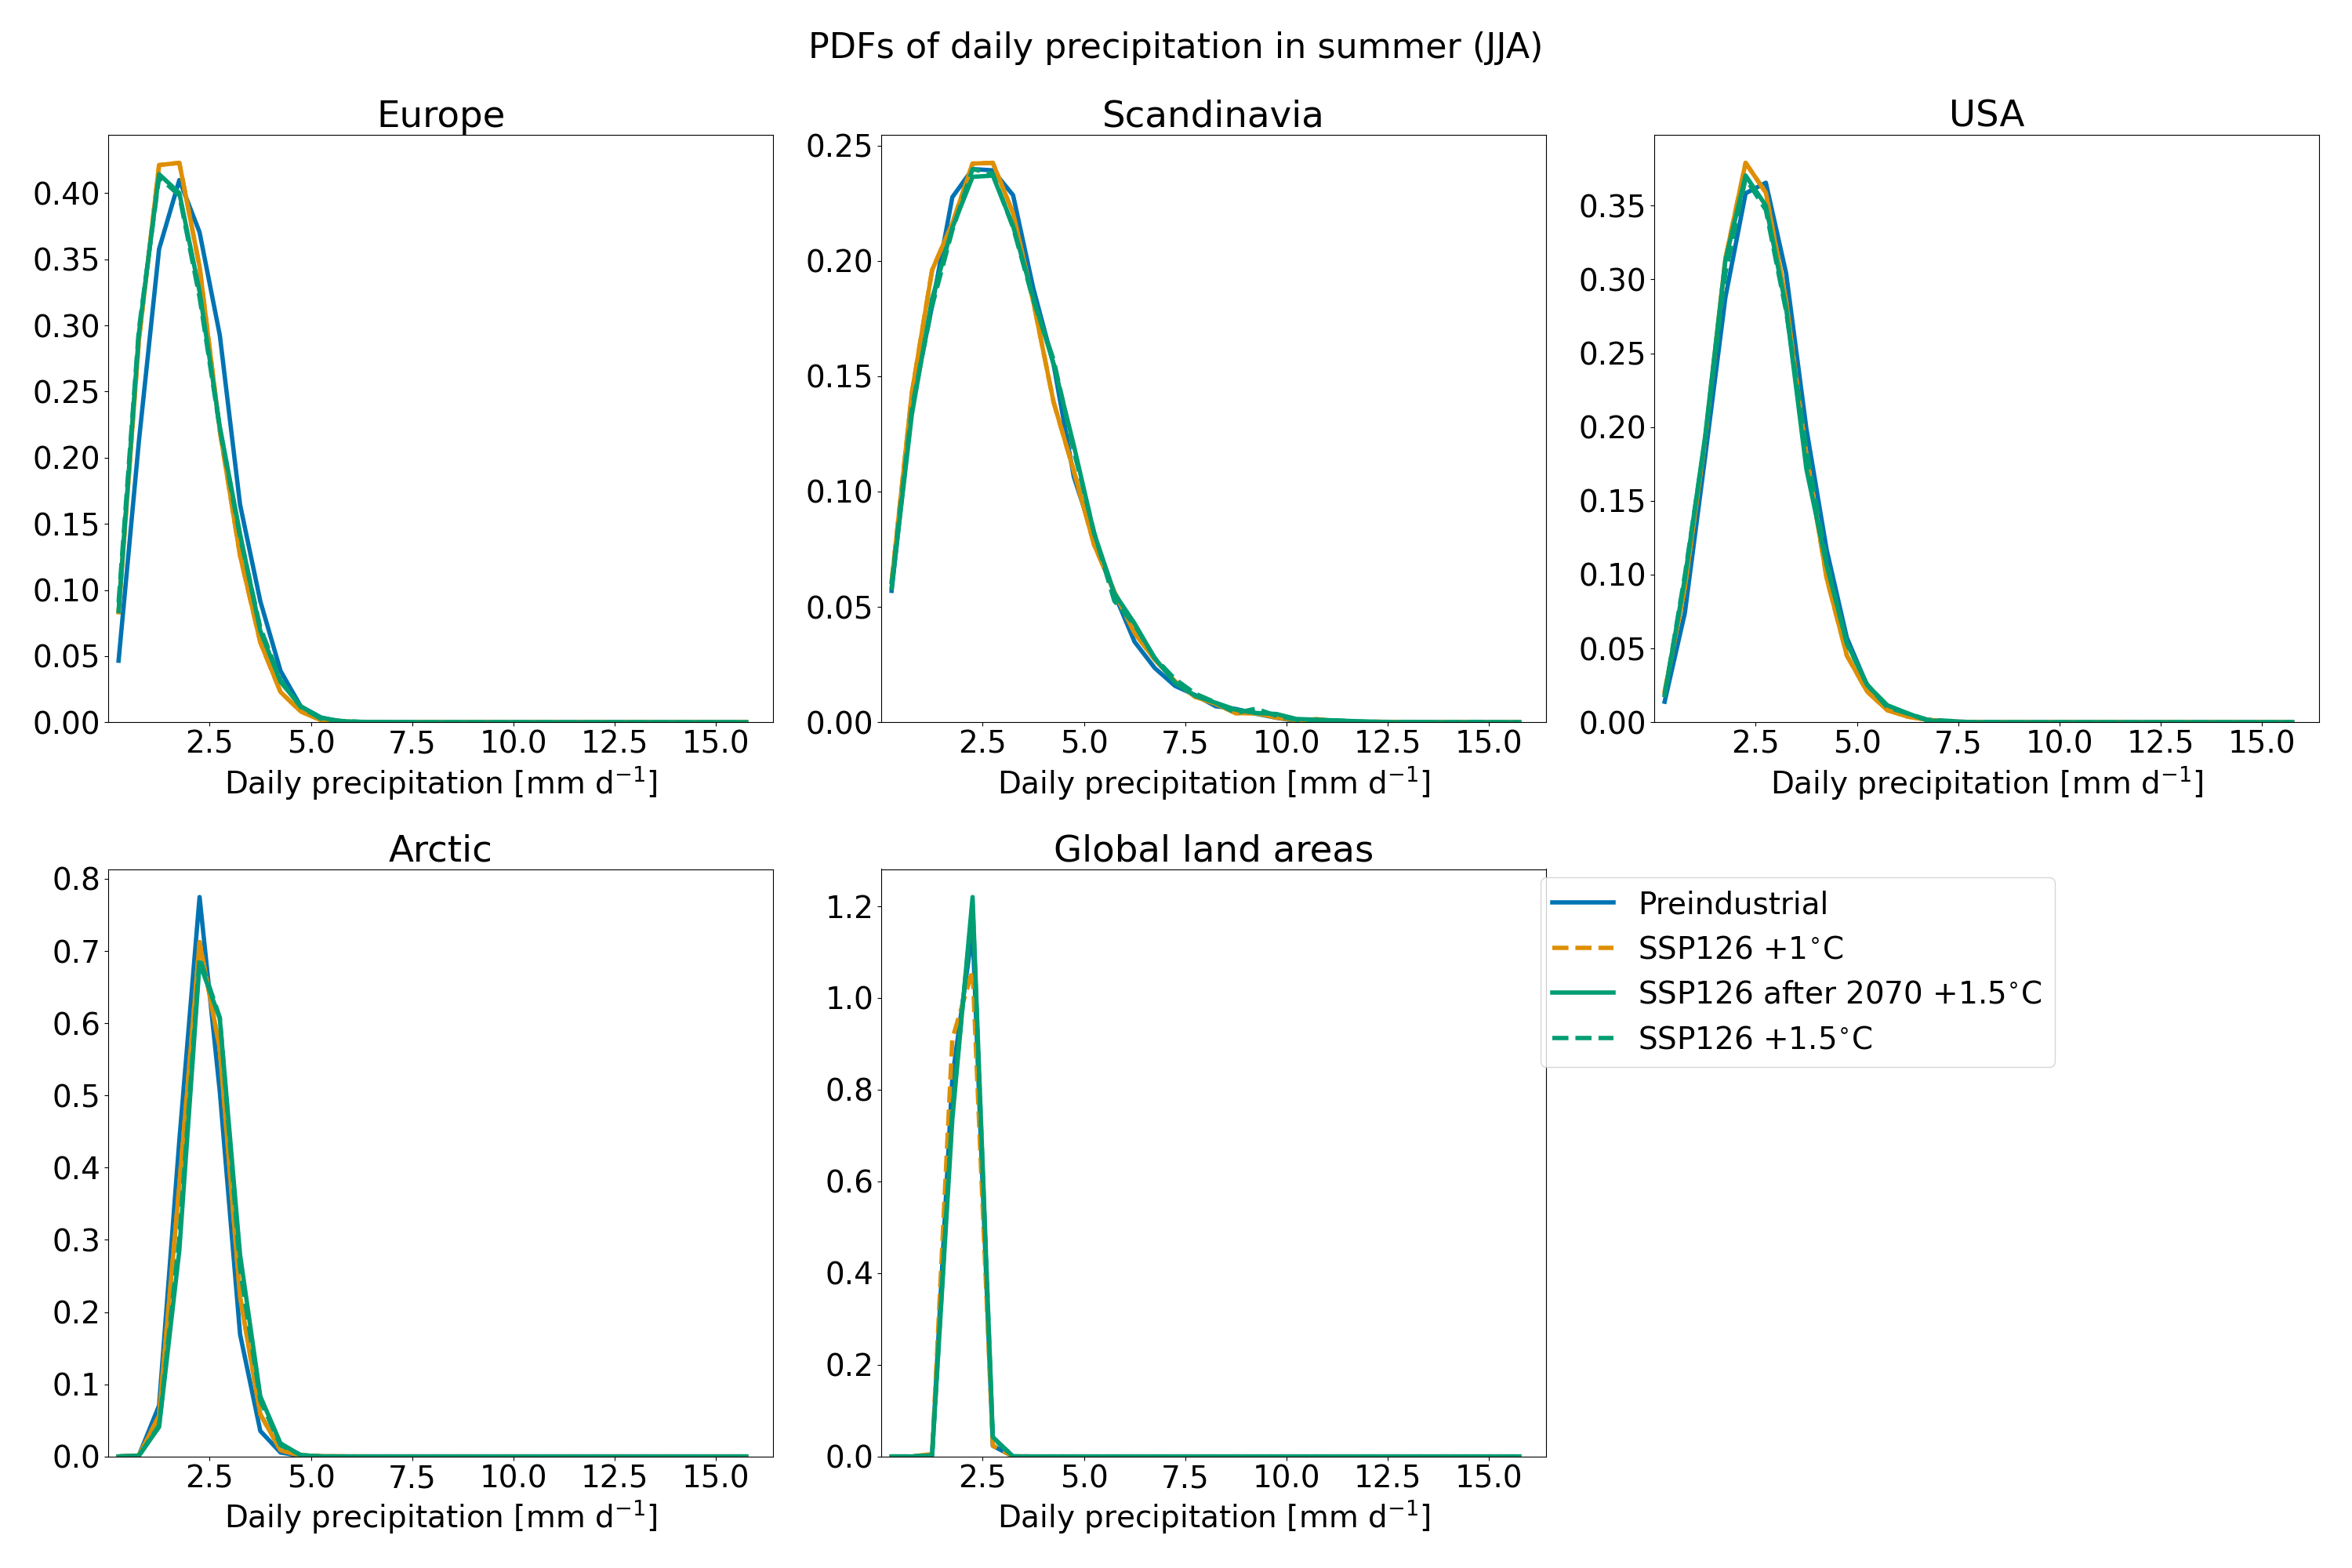 PDFs of daily precipitation in summer (JJA)
Europe
0.40
0.35
0.30
0.25
0.20
0.15
0.10
0.05
0.00
2.5 5.0 7.5 10.0 12.5 15.0
Daily precipitation [mm d⁻¹]
Scandinavia
0.25
0.20
0.15
0.10
0.05
0.00
2.5 5.0 7.5 10.0 12.5 15.0
Daily precipitation [mm d⁻¹]
USA
0.35
0.30
0.25
0.20
0.15
0.10
0.05
0.00
2.5 5.0 7.5 10.0 12.5 15.0
Daily precipitation [mm d⁻¹]
Arctic
0.8
0.7
0.6
0.5
0.4
0.3
0.2
0.1
0.0
2.5 5.0 7.5 10.0 12.5 15.0
Daily precipitation [mm d⁻¹]
Global land areas
1.2
1.0
0.8
0.6
0.4
0.2
0.0
2.5 5.0 7.5 10.0 12.5 15.0
Daily precipitation [mm d⁻¹]
Preindustrial
SSP126 +1°C
SSP126 after 2070 +1.5°C
SSP126 +1.5°C